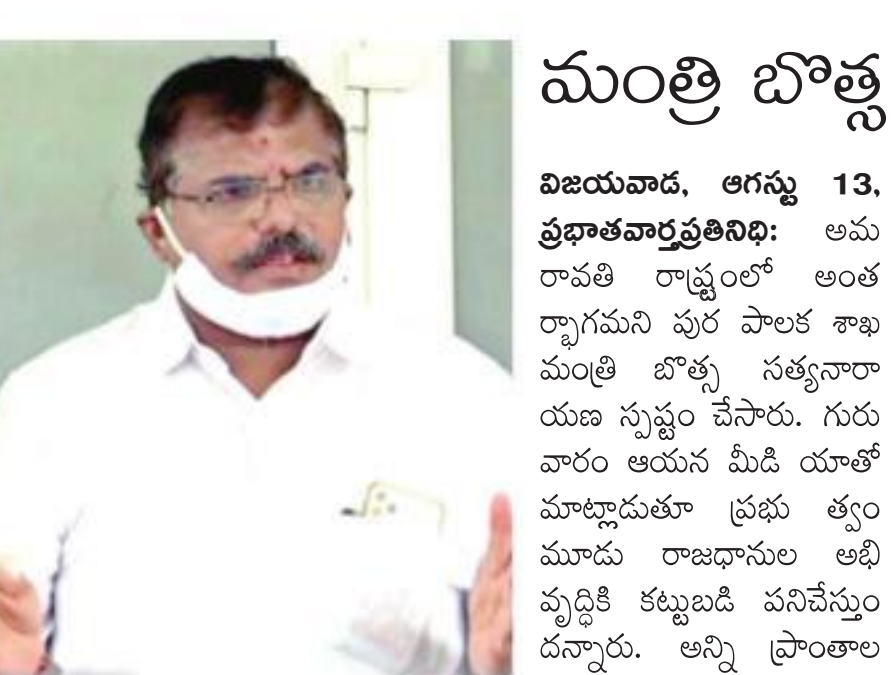 మంత్రి బొత్స
విజయవాడ, ఆగస్టు 13,
ప్రభాతవార్తప్రతినిధి: అమ
రావతి రాష్ట్రంలో అంత
ర్భాగమని పుర పాలక శాఖ
మంత్రి బొత్స సత్యనారా
యణ స్పష్టం చేసారు. గురు
వారం ఆయన మీడి యాతో
మాట్లాడుతూ ప్రభు త్వం
మూడు రాజధానుల అభి
వృద్ధికి కట్టుబడి పనిచేస్తుం
దన్నారు. అన్ని ప్రాంతాల